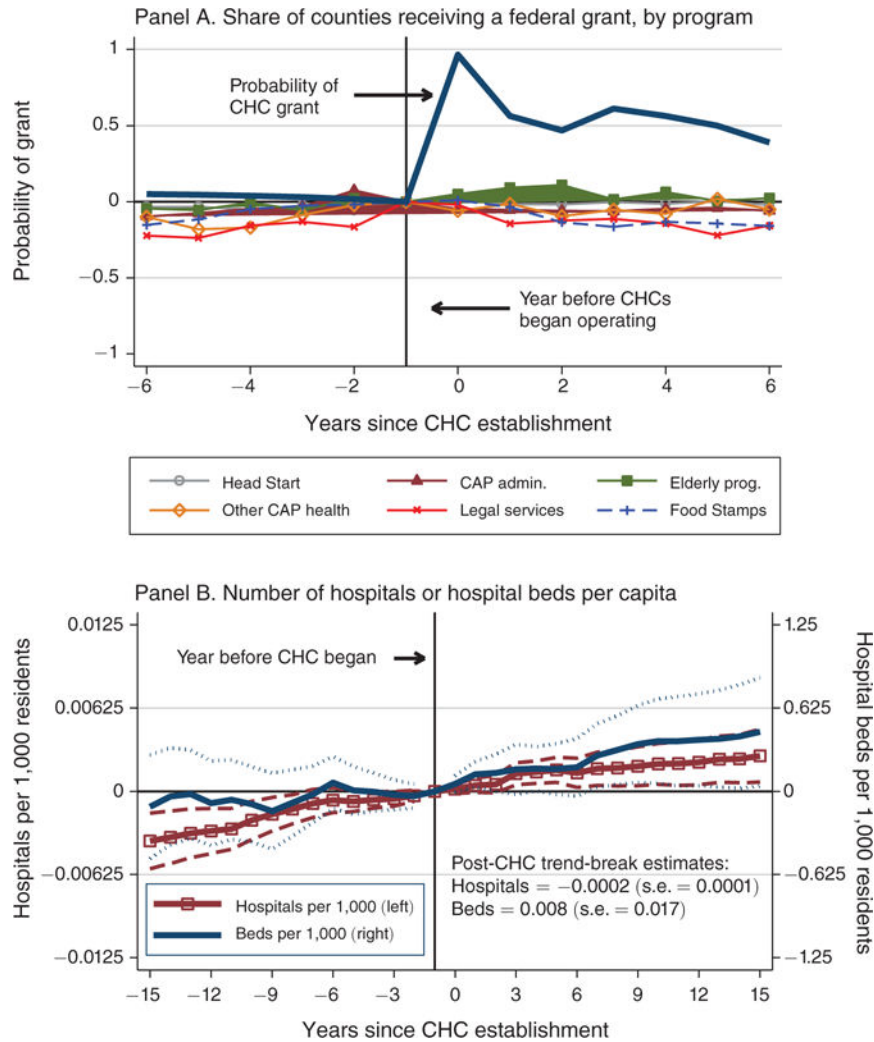 Panel A. Share of counties receiving a federal grant, by program
Probability of grant
1
0.5
0
−0.5
−1
Probability of
CHC grant
Year before CHCs
began operating
−6
−4
−2
0
2
4
6
Years since CHC establishment
Head Start
CAP admin.
Elderly prog.
Other CAP health
Legal services
Food Stamps
Panel B. Number of hospitals or hospital beds per capita
Hospitals per 1,000 residents
0.0125
0.00625
0
−0.00625
−0.0125
Year before CHC began
Post-CHC trend-break estimates:
Hospitals = −0.0002 (s.e. = 0.0001)
Beds = 0.008 (s.e. = 0.017)
Hospitals per 1,000 (left)
Beds per 1,000 (right)
1.25
0.625
0
−0.625
−1.25
Hospital beds per 1,000 residents
−15
−12
−9
−6
−3
0
3
6
9
12
15
Years since CHC establishment